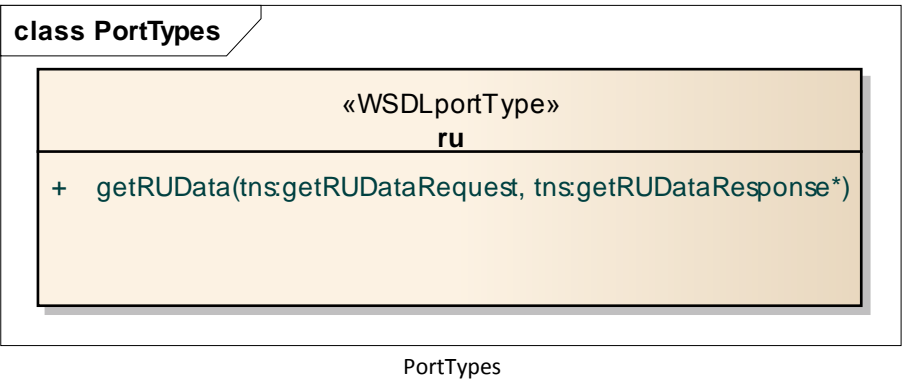 class PortTypes
«WSDLportType»
ru
+ getRUData(tns:getRUDataRequest, tns:getRUDataResponse*)
PortTypes